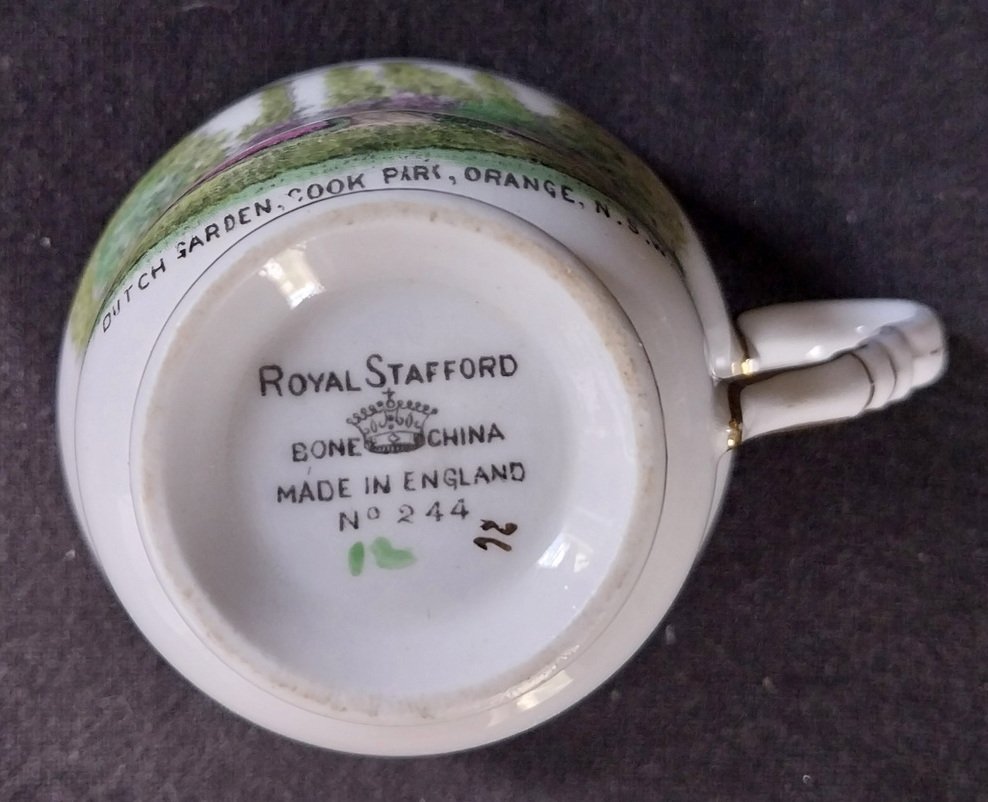 DUTCH GARDEN, COOK PARK, ORANGE, N.S.W.
ROYAL STAFFORD
BONE CHINA
MADE IN ENGLAND
Nº 244